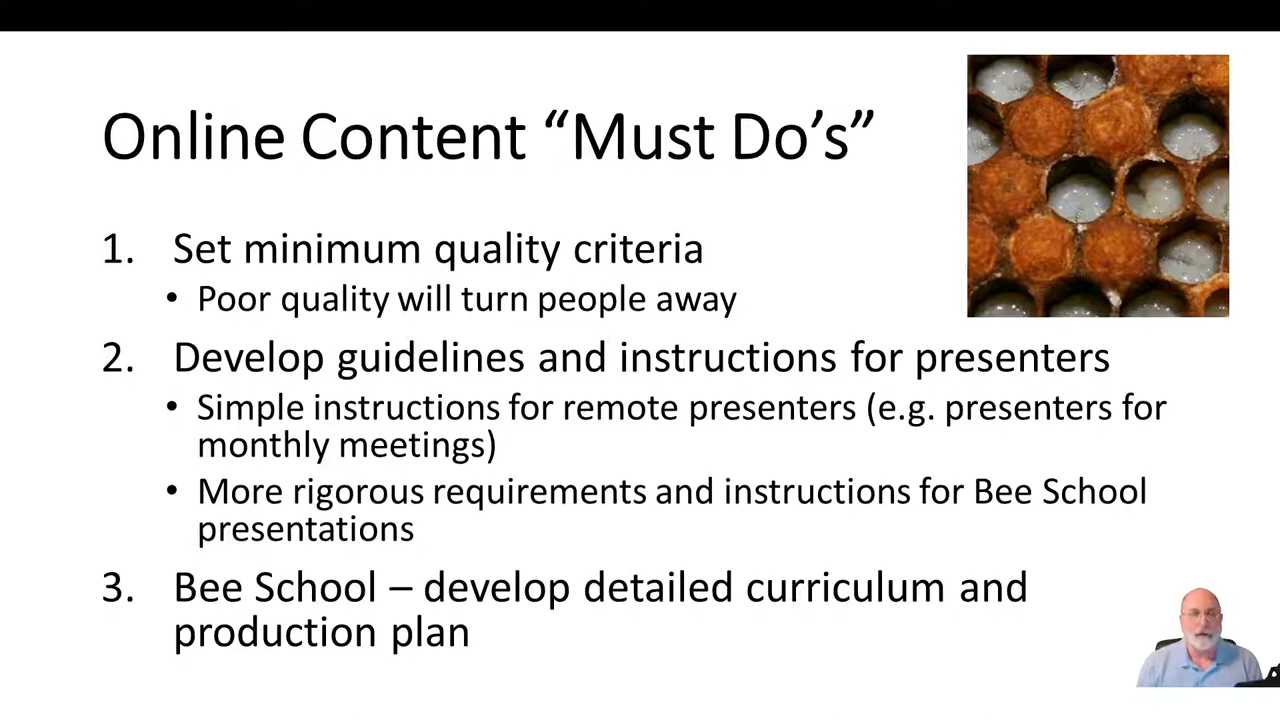 Online Content “Must Do’s”
1. Set minimum quality criteria
• Poor quality will turn people away
2. Develop guidelines and instructions for presenters
• Simple instructions for remote presenters (e.g. presenters for
monthly meetings)
• More rigorous requirements and instructions for Bee School
presentations
3. Bee School – develop detailed curriculum and
production plan